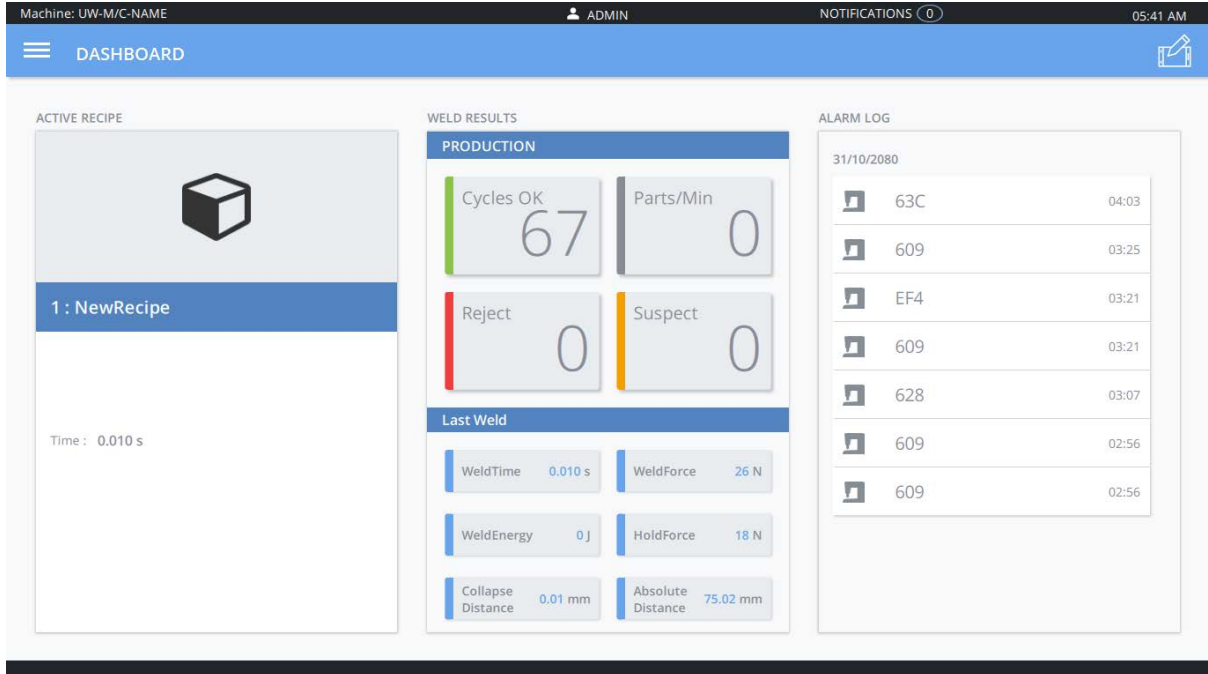 Machine: UW-M/C-NAME
ADMIN
NOTIFICATIONS 0
05:41 AM
DASHBOARD
ACTIVE RECIPE
1 : NewRecipe
Time : 0.010 s
WELD RESULTS
PRODUCTION
Cycles OK
67
Parts/Min
0
Reject
0
Suspect
0
Last Weld
WeldTime 0.010 s
WeldForce 26 N
WeldEnergy 0 J
HoldForce 18 N
Collapse
Distance 0.01 mm
Absolute
Distance 75.02 mm
ALARM LOG
31/10/2080
63C 04:03
609 03:25
EF4 03:21
609 03:21
628 03:07
609 02:56
609 02:56